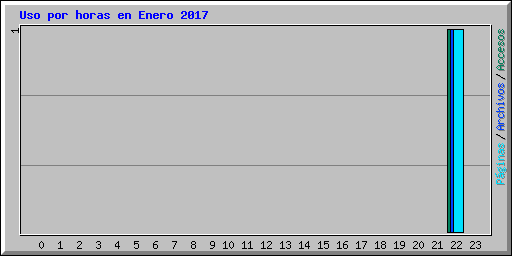 Uso por horas en Enero 2017
1
Páginas/Archivos/Accesos
0 1 2 3 4 5 6 7 8 9 10 11 12 13 14 15 16 17 18 19 20 21 22 23